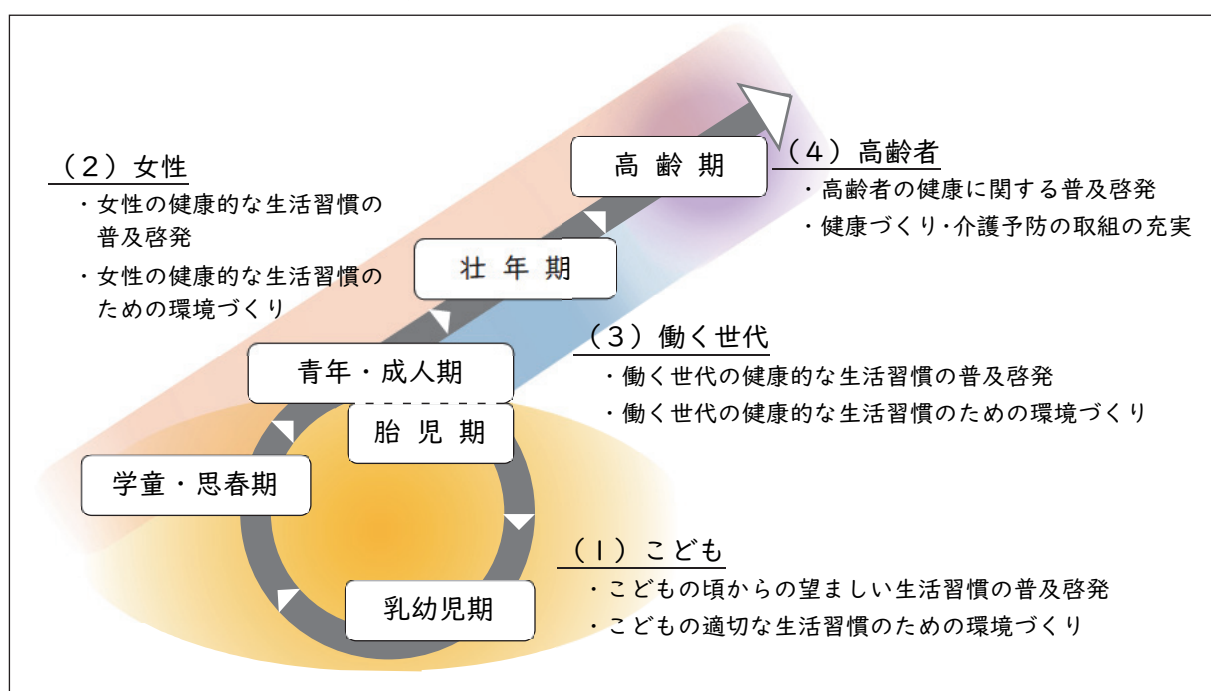 高齢期
（４）高齢者
・高齢者の健康に関する普及啓発
・健康づくり・介護予防の取組の充実
（２）女性
・女性の健康的な生活習慣の
普及啓発
・女性の健康的な生活習慣の
ための環境づくり
壮年期
（３）働く世代
・働く世代の健康的な生活習慣の普及啓発
・働く世代の健康的な生活習慣のための環境づくり
青年・成人期
胎児期
学童・思春期
（１）こども
・こどもの頃からの望ましい生活習慣の普及啓発
・こどもの適切な生活習慣のための環境づくり
乳幼児期